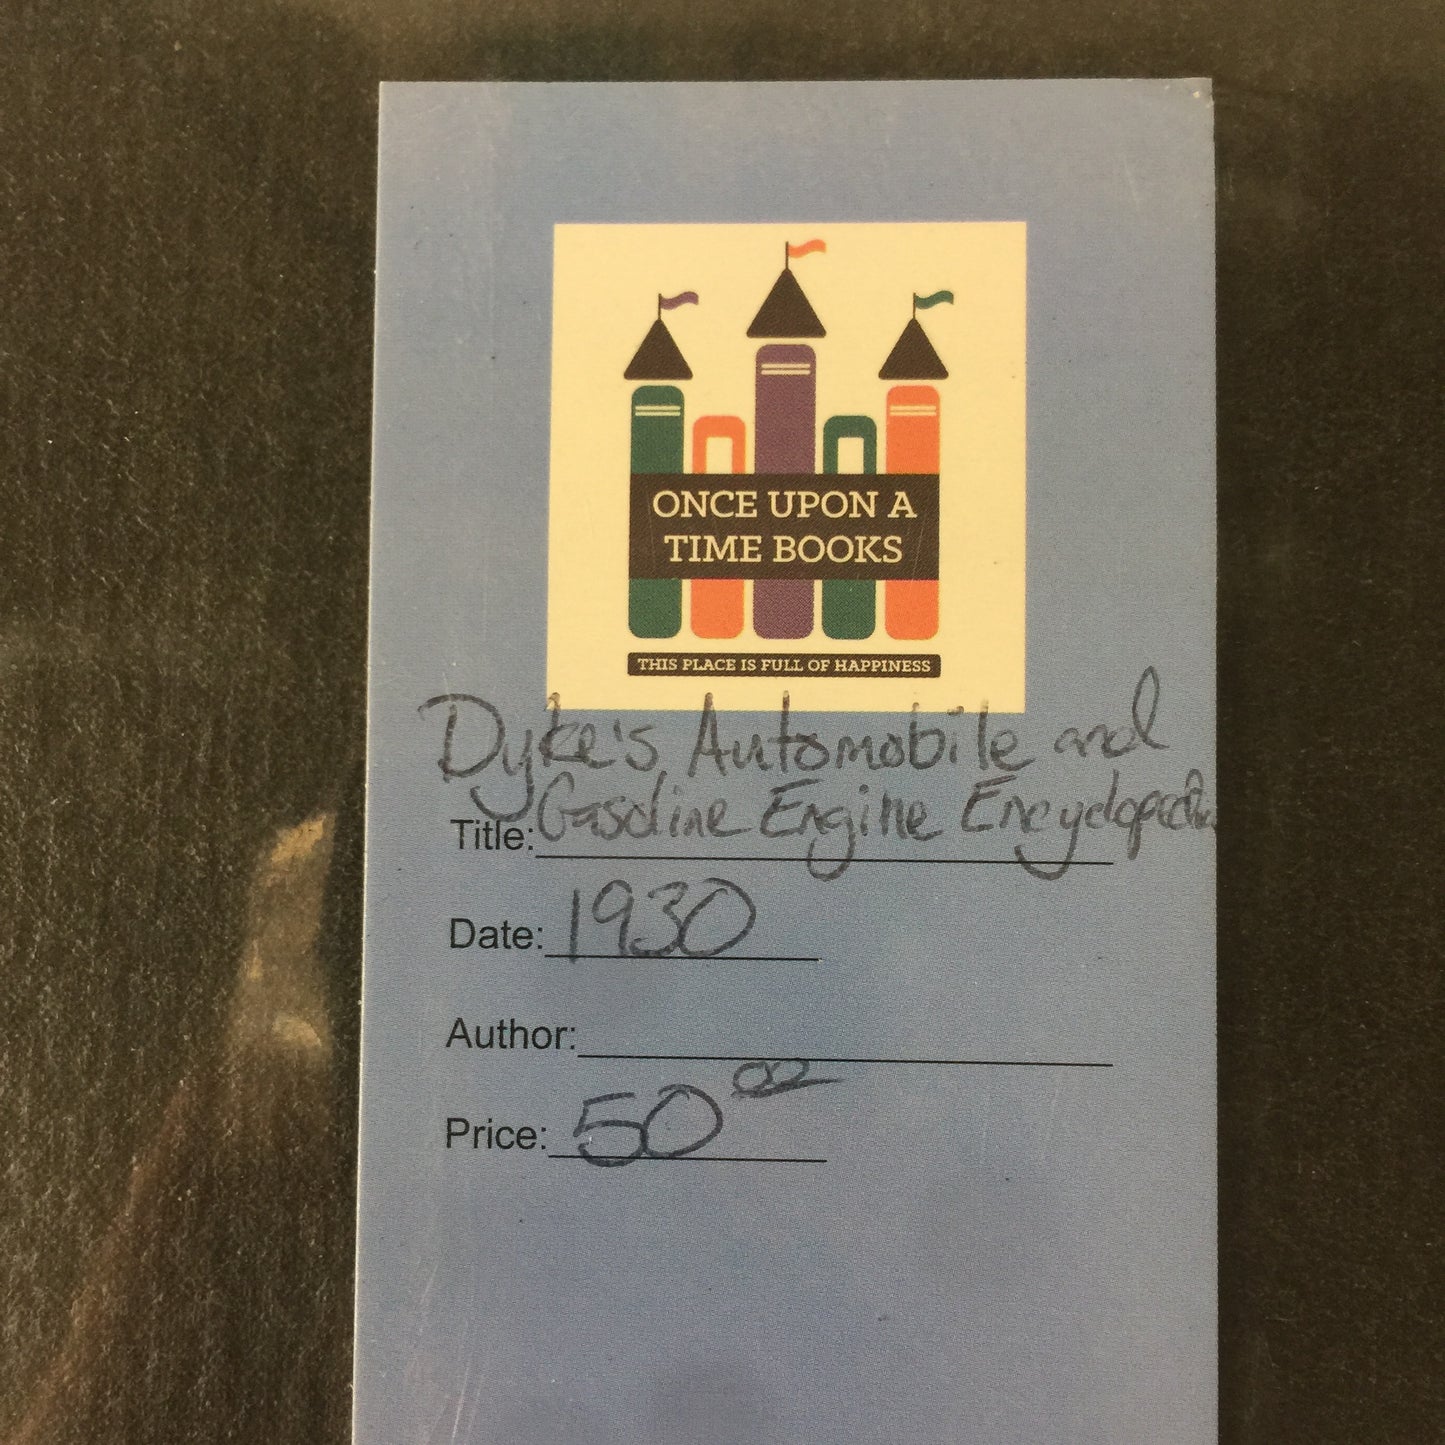 ONCE UPON A
TIME BOOKS
THIS PLACE IS FULL OF HAPPINESS
Dyke's Automobile and
Title: Gasoline Engine Encyclopedia
Date: 1930
Author:
Price: 50 00